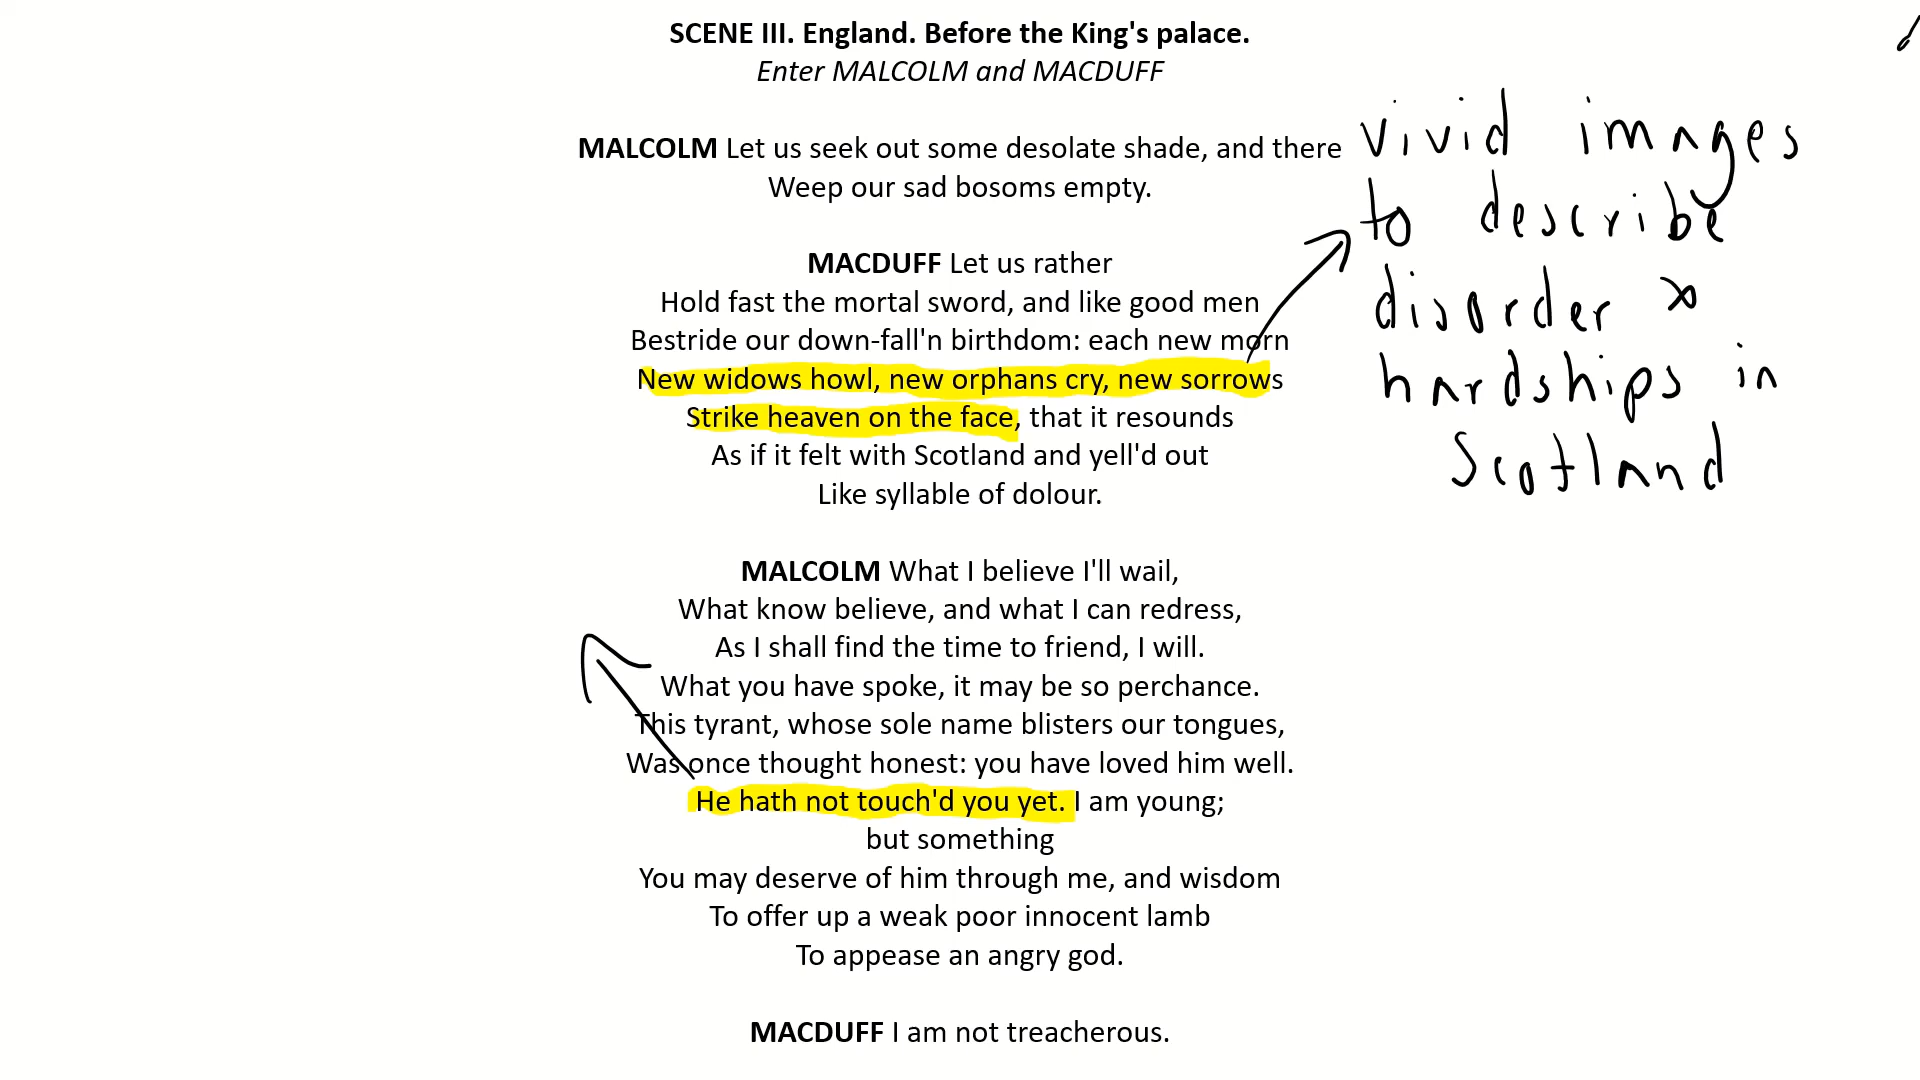 SCENE III. England. Before the King's palace.
Enter MALCOLM and MACDUFF
MALCOLM Let us seek out some desolate shade, and there
Weep our sad bosoms empty.
MACDUFF Let us rather
Hold fast the mortal sword, and like good men
Bestride our down-fall'n birthdom: each new morn
New widows howl, new orphans cry, new sorrows
Strike heaven on the face, that it resounds
As if it felt with Scotland and yell'd out
Like syllable of dolour.
MALCOLM What I believe I'll wail,
What know believe, and what I can redress,
As I shall find the time to friend, I will.
What you have spoke, it may be so perchance.
This tyrant, whose sole name blisters our tongues,
Was once thought honest: you have loved him well.
He hath not touch'd you yet. I am young;
but something
You may deserve of him through me, and wisdom
To offer up a weak poor innocent lamb
To appease an angry god.
MACDUFF I am not treacherous.
vivid images
to describe
disorder &
hardships in
Scotland